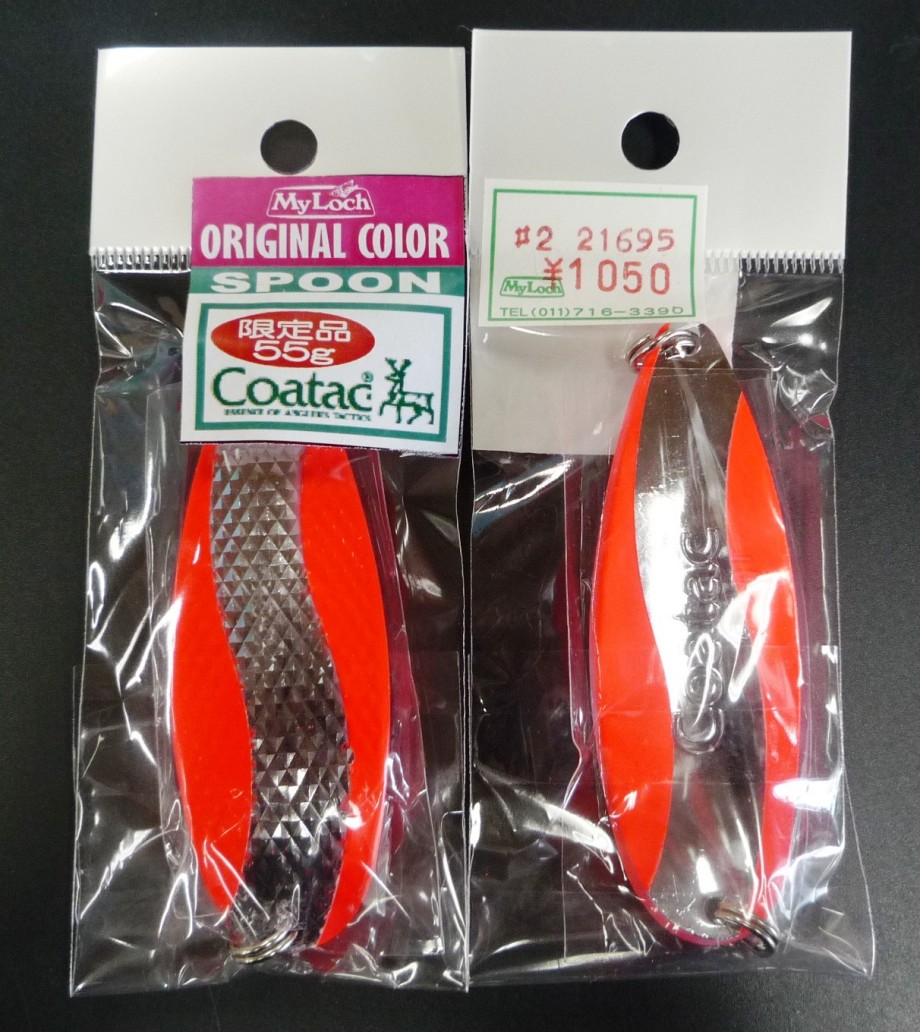 MyLoch
ORIGINAL COLOR
SPOON
限定品
55g
Coatac®
ESSENCE OF ANGLERS TACTICS
#2 21695
¥1050
MyLoch
TEL(011)716-3390
Coatac